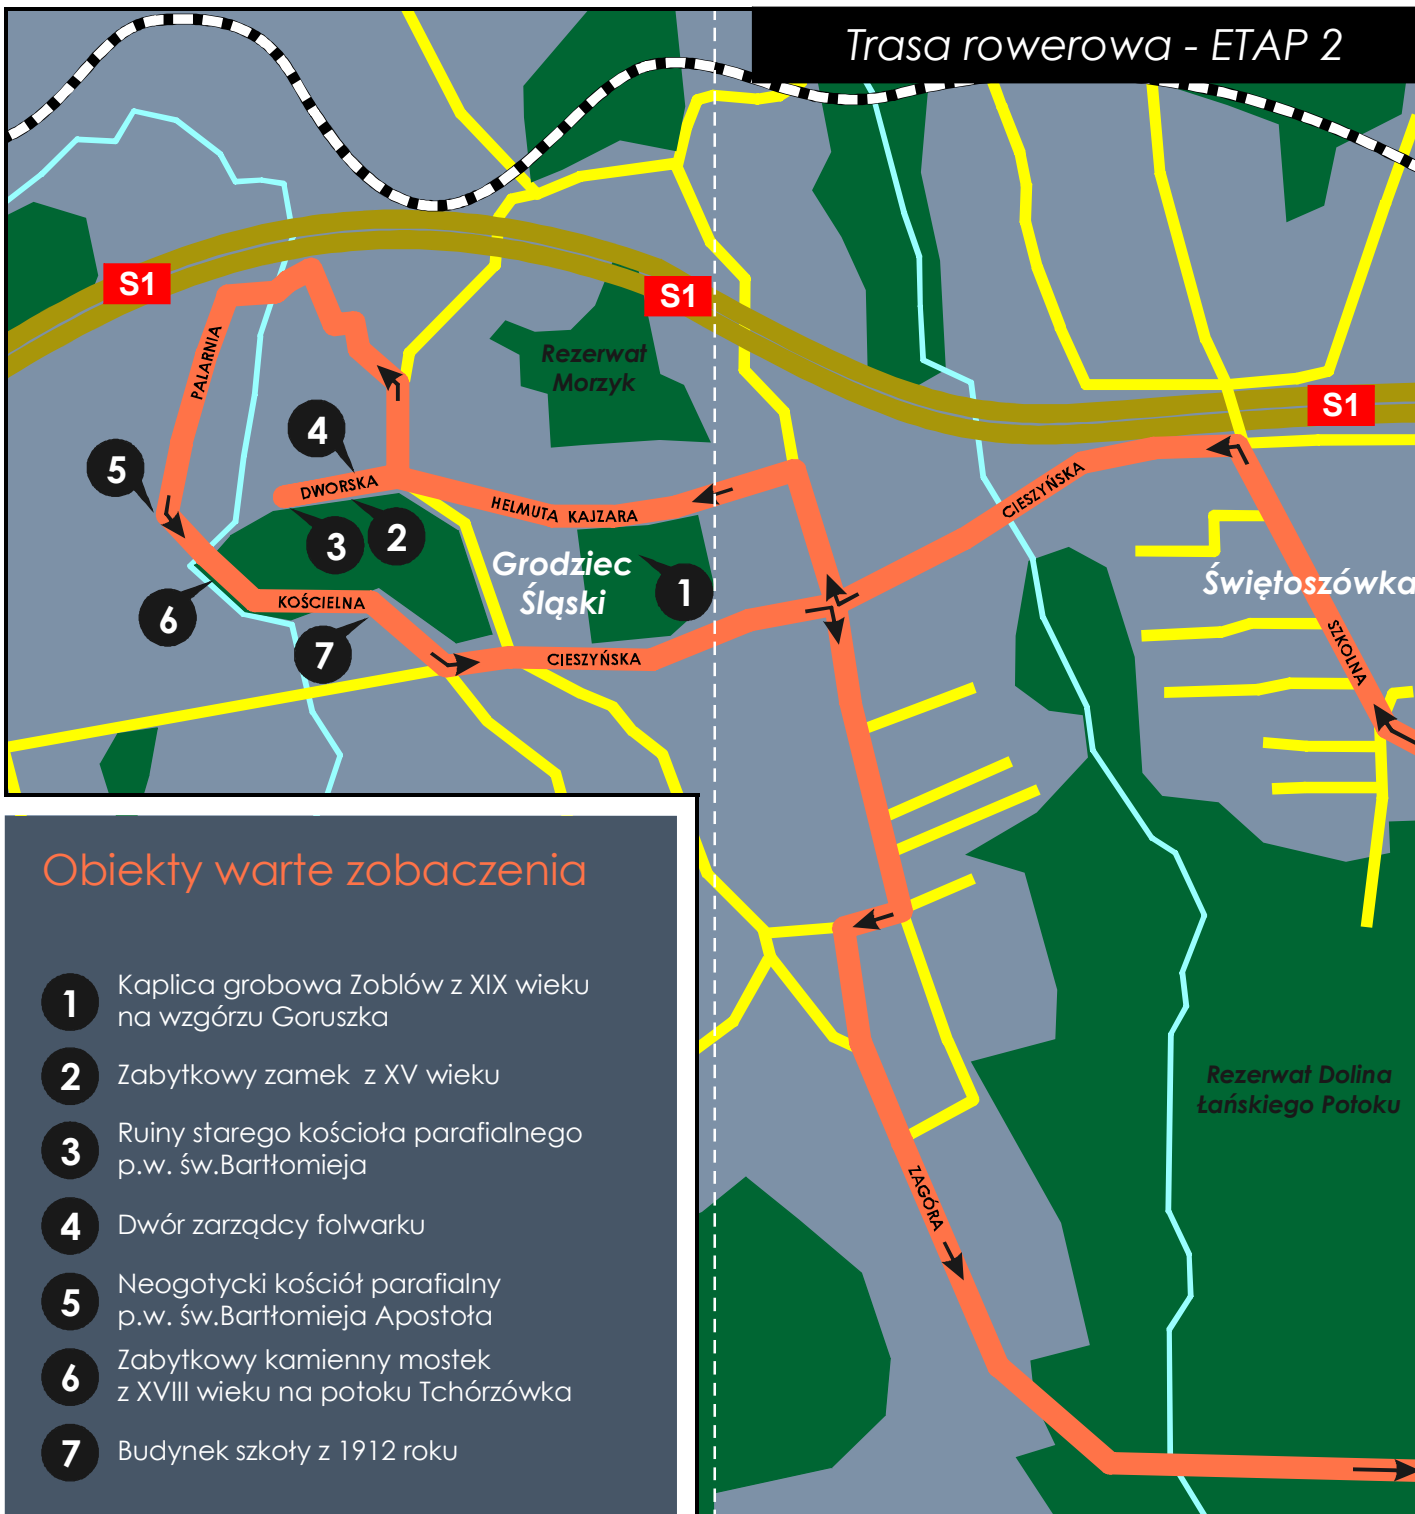 Trasa rowerowa - ETAP 2
S1
S1
S1
PALARNIA
Rezerwat
Morzyk
4
5
DWORSKA
HELMUTA KAJZARA
CIESZYŃSKA
3
2
Grodziec
Śląski
1
Świętoszówka
6
KOŚCIELNA
7
CIESZYŃSKA
SZKOLNA
Rezerwat Dolina
Łańskiego Potoku
ZAGÓRA
Obiekty warte zobaczenia
1 Kaplica grobowa Zoblów z XIX wieku
na wzgórzu Goruszka
2 Zabytkowy zamek z XV wieku
3 Ruiny starego kościoła parafialnego
p.w. św.Bartłomieja
4 Dwór zarządcy folwarku
5 Neogotycki kościół parafialny
p.w. św.Bartłomieja Apostoła
6 Zabytkowy kamienny mostek
z XVIII wieku na potoku Tchórzówka
7 Budynek szkoły z 1912 roku